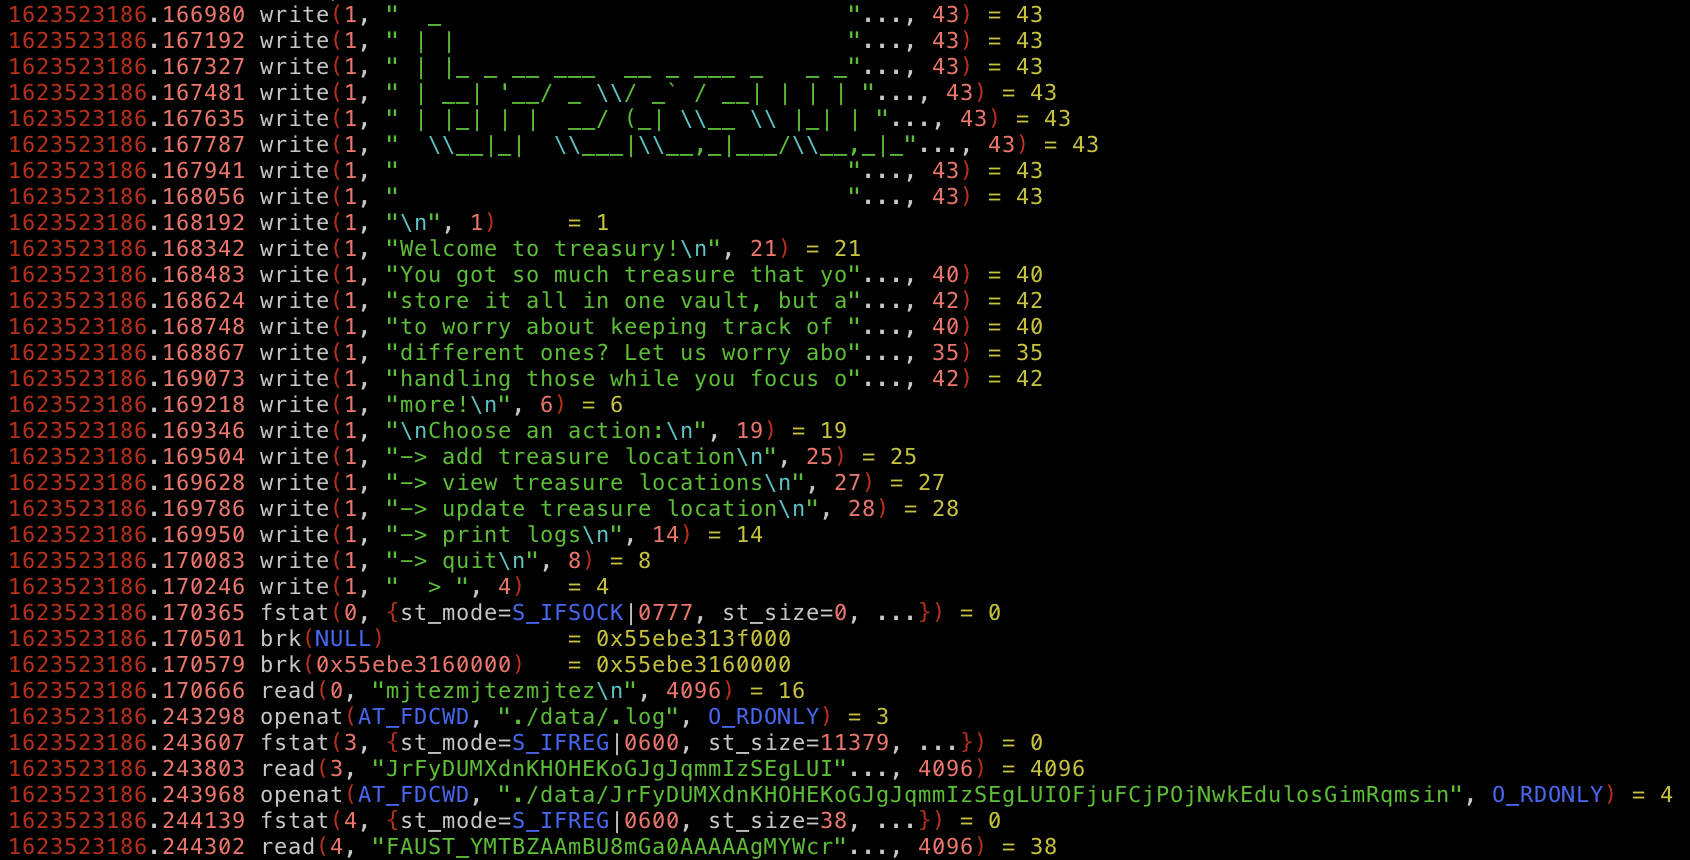 1623523186.166980 write(1, "  _                              "..., 43) = 43
1623523186.167192 write(1, " | |                             "..., 43) = 43
1623523186.167327 write(1, " | |_ _ __ ___  __ _ ___ _   _ _"..., 43) = 43
1623523186.167481 write(1, " | __| '__/ _ \\/ _` / __| | | | "..., 43) = 43
1623523186.167635 write(1, " | |_| | |  __/ (_| \\__ \\ |_| | "..., 43) = 43
1623523186.167787 write(1, "  \\__|_|  \\___|\\__,_|___/\\__,_|_"..., 43) = 43
1623523186.167941 write(1, "                                "..., 43) = 43
1623523186.168056 write(1, "                                "..., 43) = 43
1623523186.168192 write(1, "\n", 1)     = 1
1623523186.168342 write(1, "Welcome to treasury!\n", 21) = 21
1623523186.168483 write(1, "You got so much treasure that yo"..., 40) = 40
1623523186.168624 write(1, "store it all in one vault, but a"..., 42) = 42
1623523186.168748 write(1, "to worry about keeping track of "..., 40) = 40
1623523186.168867 write(1, "different ones? Let us worry abo"..., 35) = 35
1623523186.169073 write(1, "handling those while you focus o"..., 42) = 42
1623523186.169218 write(1, "more!\n", 6) = 6
1623523186.169346 write(1, "\nChoose an action:\n", 19) = 19
1623523186.169504 write(1, "-> add treasure location\n", 25) = 25
1623523186.169628 write(1, "-> view treasure locations\n", 27) = 27
1623523186.169786 write(1, "-> update treasure location\n", 28) = 28
1623523186.169950 write(1, "-> print logs\n", 14) = 14
1623523186.170083 write(1, "-> quit\n", 8) = 8
1623523186.170246 write(1, "  > ", 4)   = 4
1623523186.170365 fstat(0, {st_mode=S_IFSOCK|0777, st_size=0, ...}) = 0
1623523186.170501 brk(NULL)             = 0x55ebe313f000
1623523186.170579 brk(0x55ebe3160000)   = 0x55ebe3160000
1623523186.170666 read(0, "mjtezmjtezmjtez\n", 4096) = 16
1623523186.243298 openat(AT_FDCWD, "./data/.log", O_RDONLY) = 3
1623523186.243607 fstat(3, {st_mode=S_IFREG|0600, st_size=11379, ...}) = 0
1623523186.243803 read(3, "JrFyDUMXdnKHOHEKoGJgJqmmIzSEgLUI"..., 4096) = 4096
1623523186.243968 openat(AT_FDCWD, "./data/JrFyDUMXdnKHOHEKoGJgJqmmIzSEgLUIOFjuFCjPOjNwkEdulosGimRqmsin", O_RDONLY) = 4
1623523186.244139 fstat(4, {st_mode=S_IFREG|0600, st_size=38, ...}) = 0
1623523186.244302 read(4, "FAUST_YMTBZAAmBU8mGa0AAAAAgMYWcr"..., 4096) = 38